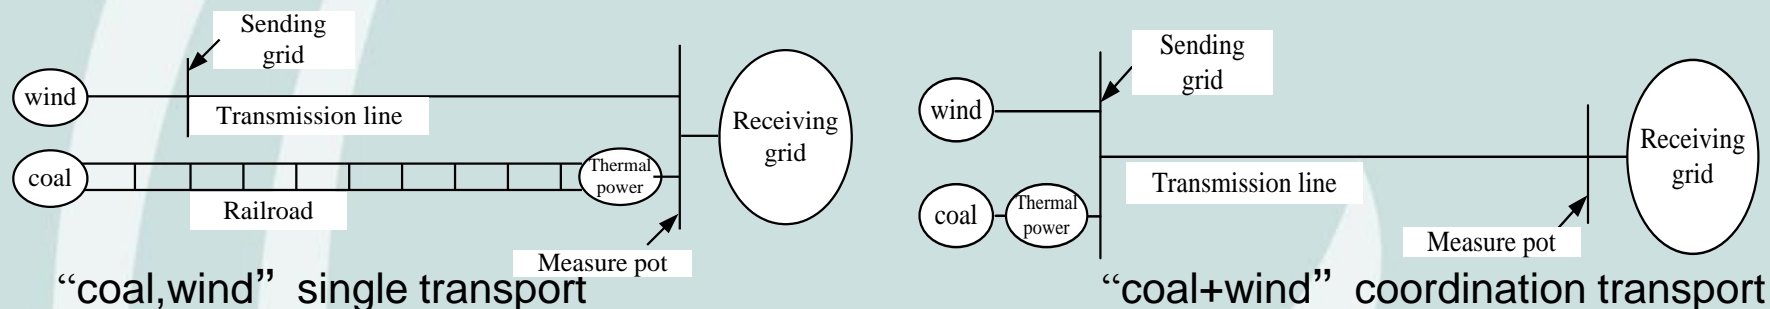 Sending
grid
wind
Transmission line
Receiving
grid
coal
Thermal
power
Railroad
Measure pot
“coal,wind” single transport
Sending
grid
wind
Receiving
grid
Transmission line
coal
Thermal
power
Measure pot
“coal+wind” coordination transport